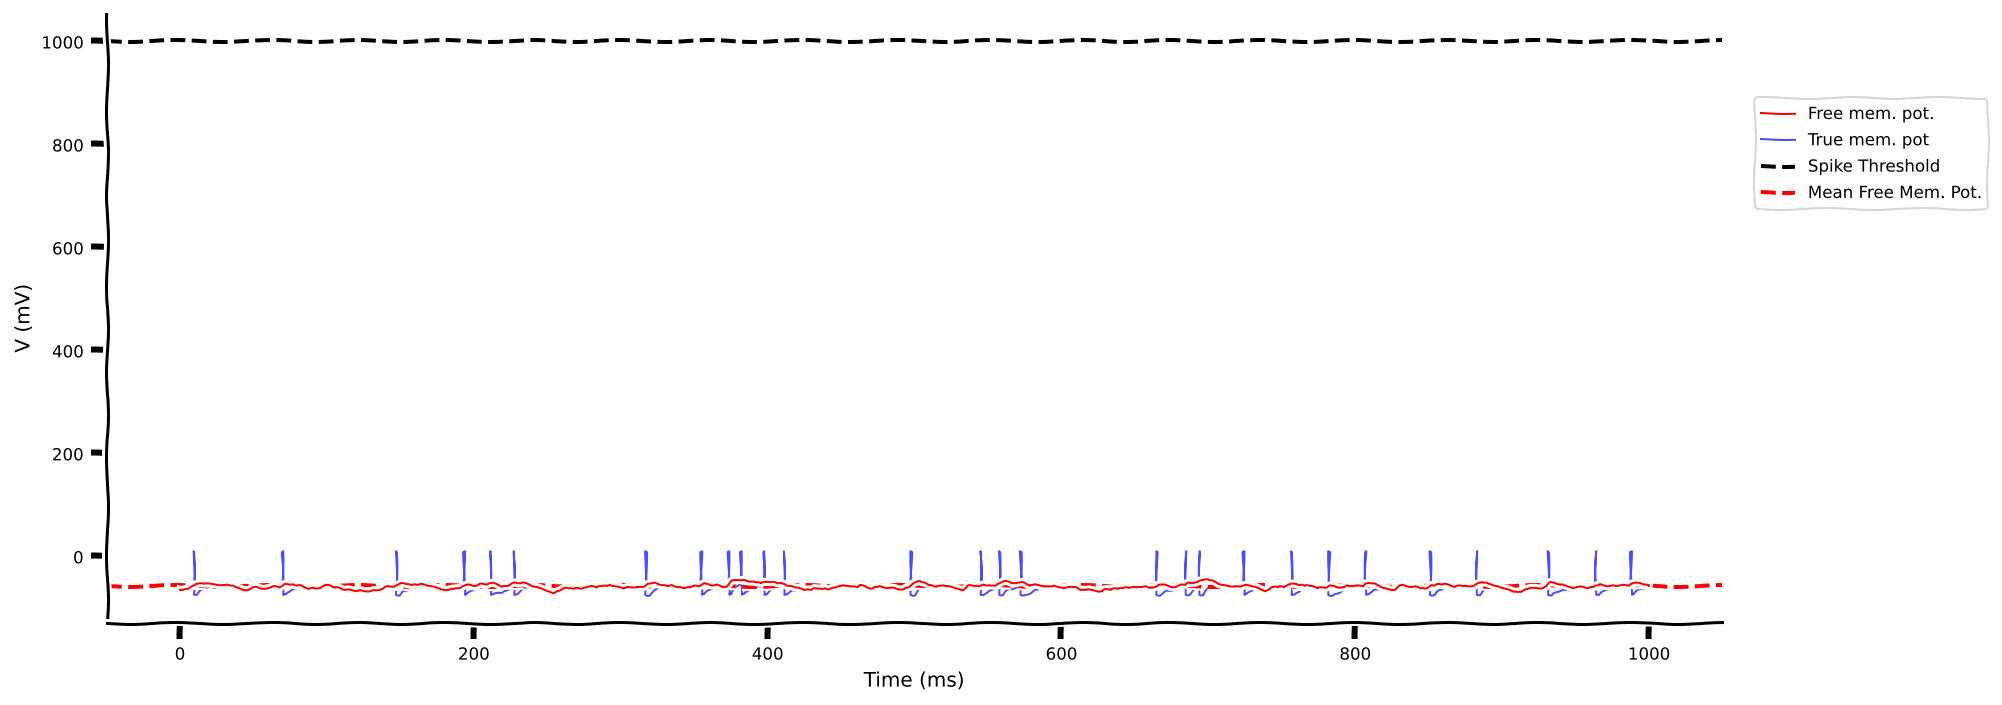 1000
800
600
400
200
0
V (mV)
0 200 400 600 800 1000
Time (ms)
Free mem. pot.
True mem. pot
Spike Threshold
Mean Free Mem. Pot.